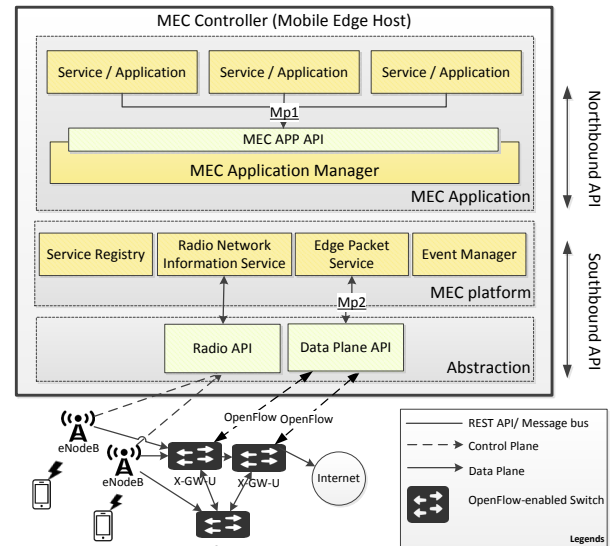 MEC Controller (Mobile Edge Host)
Service / Application
Service / Application
Service / Application
Mp1
MEC APP API
MEC Application Manager
MEC Application
Northbound API
Service Registry
Radio Network
Information Service
Edge Packet
Service
Event Manager
Mp2
MEC platform
Southbound API
Radio API
Data Plane API
Abstraction
OpenFlow
OpenFlow
eNodeB
eNodeB
X-GW-U
X-GW-U
Internet
REST API/ Message bus
Control Plane
Data Plane
OpenFlow-enabled Switch
Legends